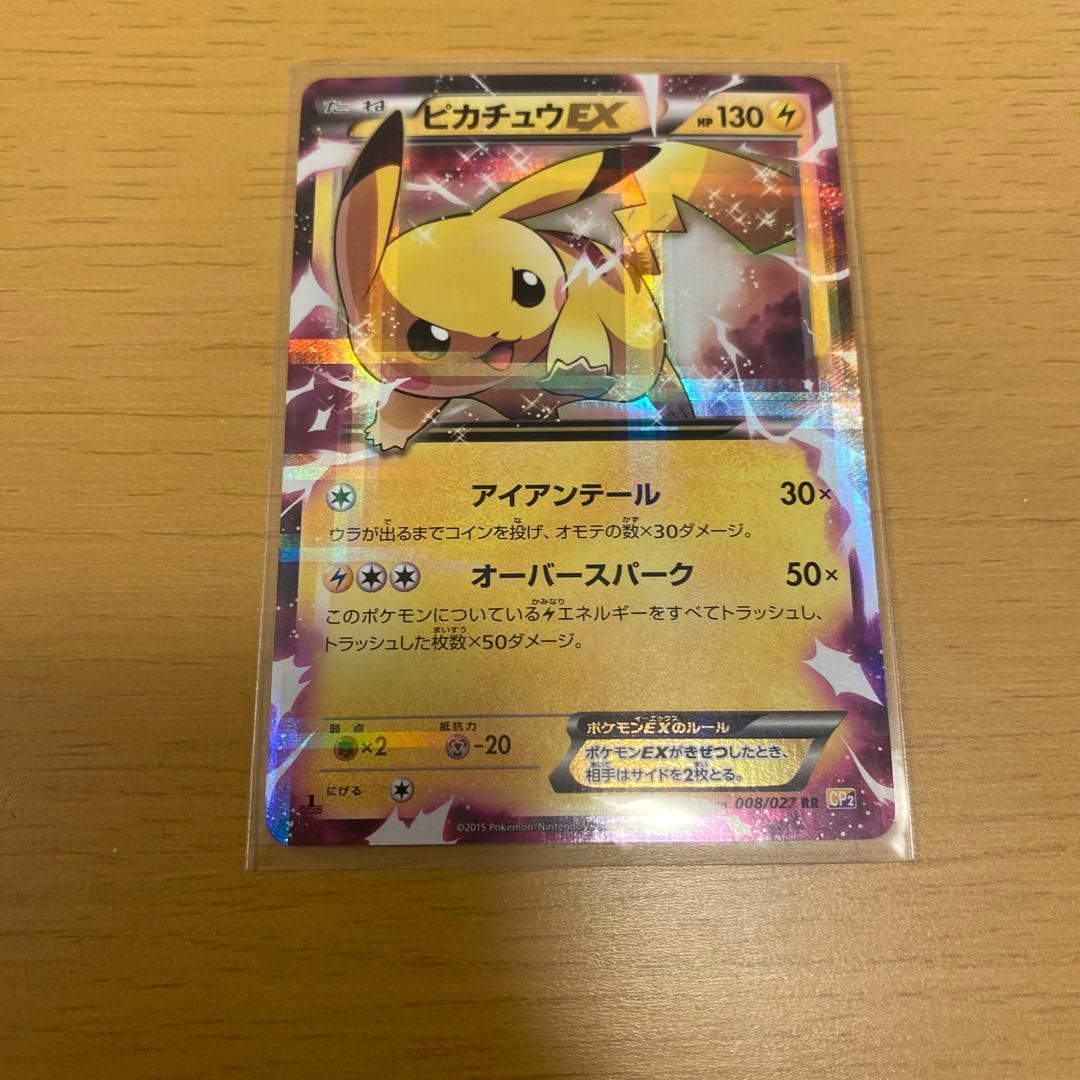 たね ピカチュウEX HP 130
アイアンテール 30×
ウラが出るまでコインを投げ、オモテの数×30ダメージ。
オーバースパーク 50×
このポケモンについているエネルギーをすべてトラッシュし、
トラッシュした枚数×50ダメージ。
弱点 抵抗力
×2 -20
ポケモンEXのルール
ポケモンEXがきぜつしたとき、
相手はサイドを2枚とる。
にげる
1 EDITION
008/027 RR CP2
©2015 Pokémon/Nintendo/